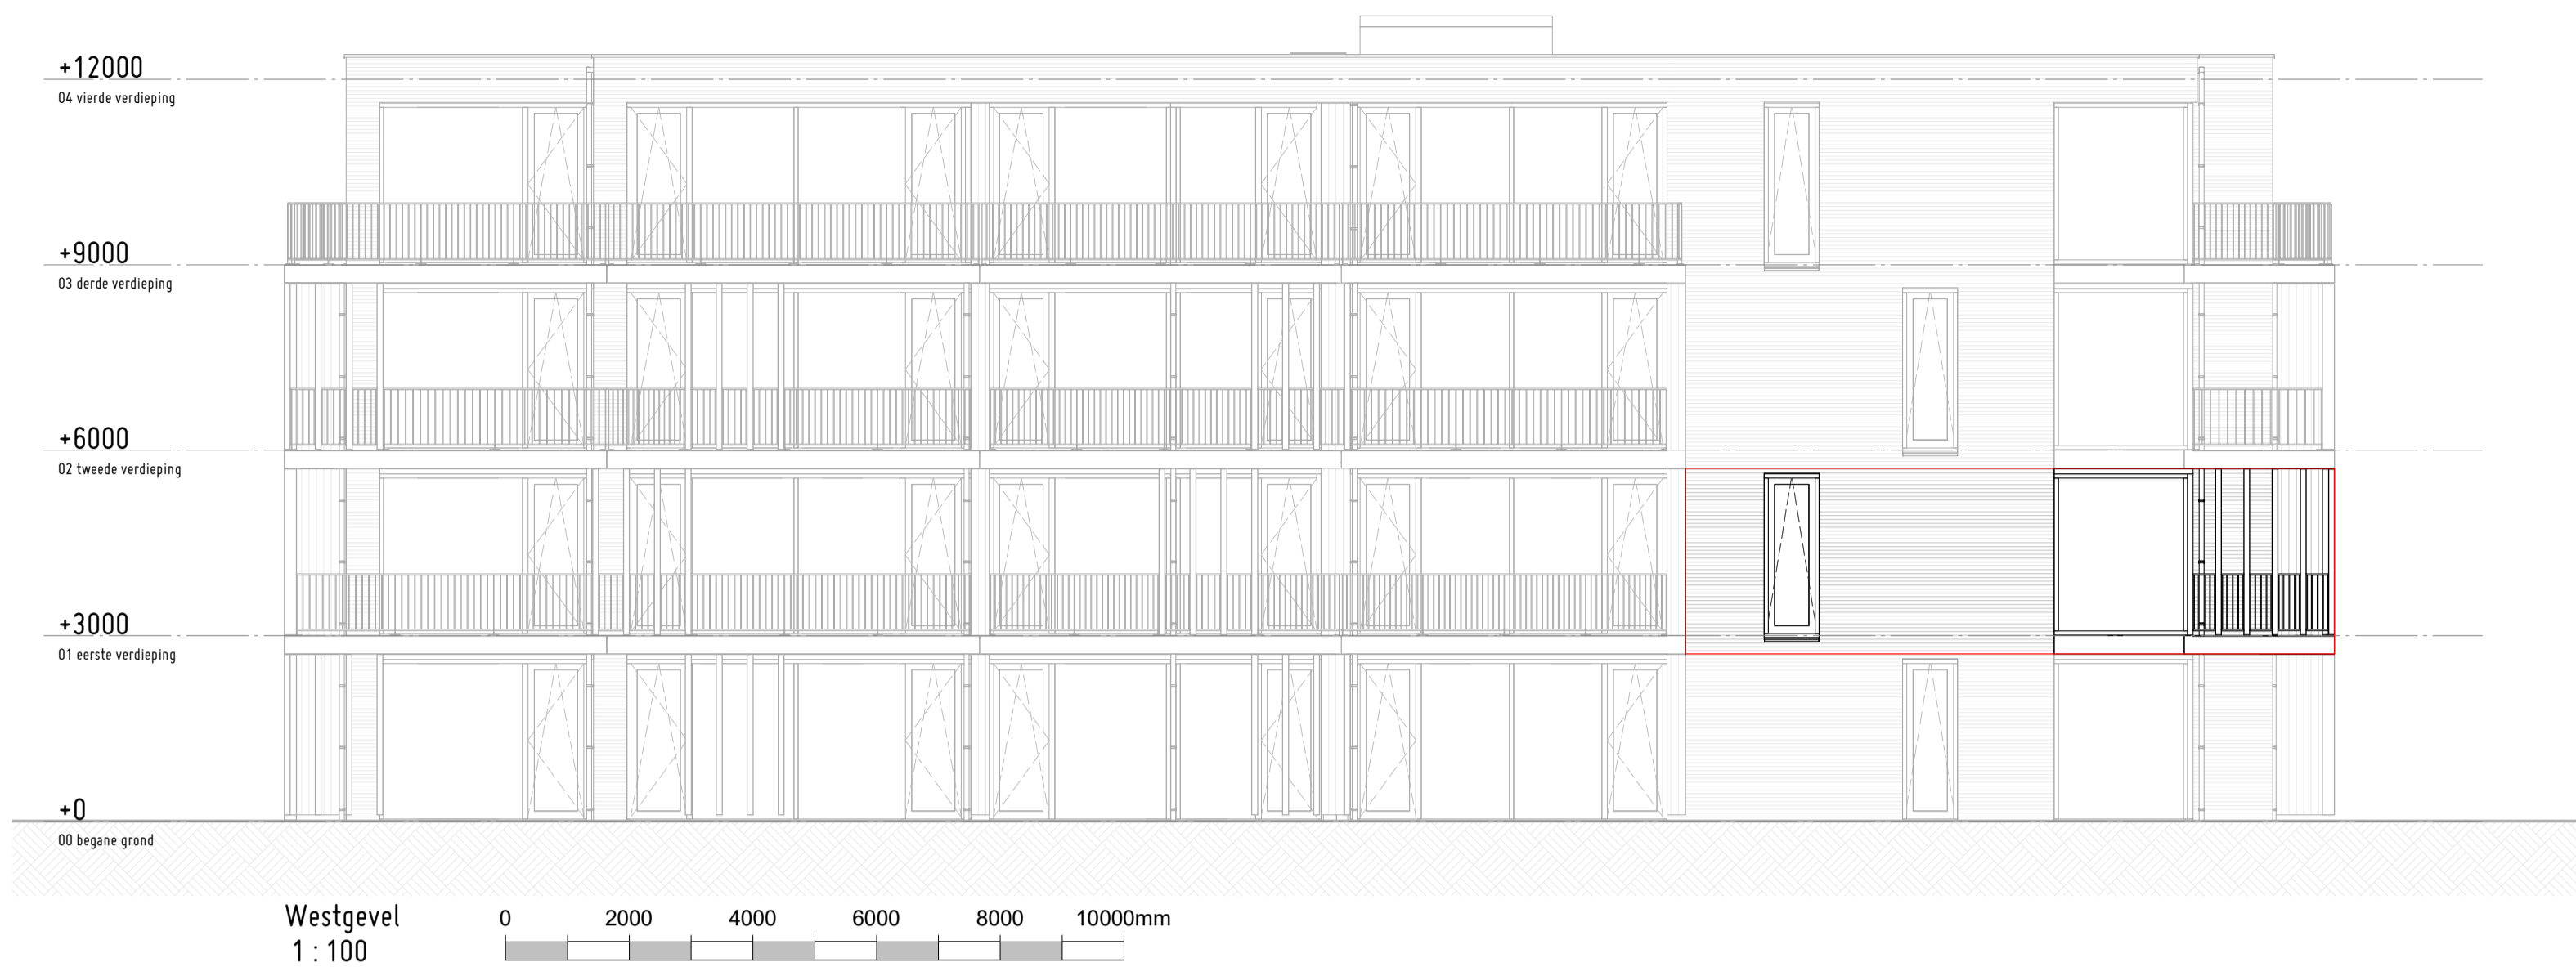 +12000
04 vierde verdieping
+9000
03 derde verdieping
+6000
02 tweede verdieping
+3000
01 eerste verdieping
+0
00 begane grond
Westgevel
1 : 100
0 2000 4000 6000 8000 10000mm